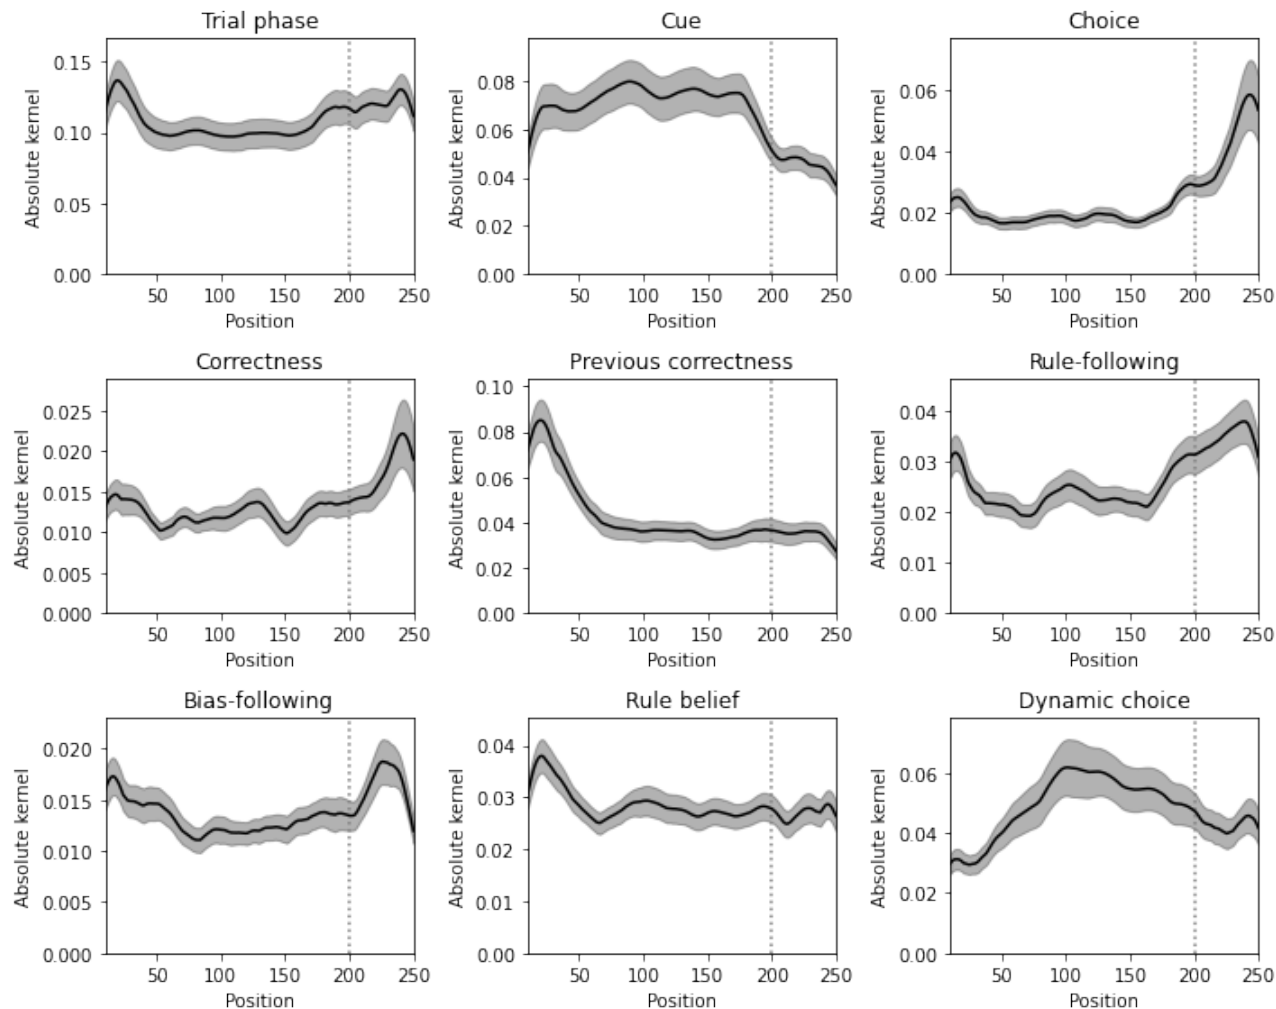 Trial phase
Absolute kernel
0.15
0.10
0.05
0.00
50 100 150 200 250
Position
Cue
Absolute kernel
0.08
0.06
0.04
0.02
0.00
50 100 150 200 250
Position
Choice
Absolute kernel
0.06
0.04
0.02
0.00
50 100 150 200 250
Position
Correctness
Absolute kernel
0.025
0.020
0.015
0.010
0.005
0.000
50 100 150 200 250
Position
Previous correctness
Absolute kernel
0.10
0.08
0.06
0.04
0.02
0.00
50 100 150 200 250
Position
Rule-following
Absolute kernel
0.04
0.03
0.02
0.01
0.00
50 100 150 200 250
Position
Bias-following
Absolute kernel
0.020
0.015
0.010
0.005
0.000
50 100 150 200 250
Position
Rule belief
Absolute kernel
0.04
0.03
0.02
0.01
0.00
50 100 150 200 250
Position
Dynamic choice
Absolute kernel
0.06
0.04
0.02
0.00
50 100 150 200 250
Position